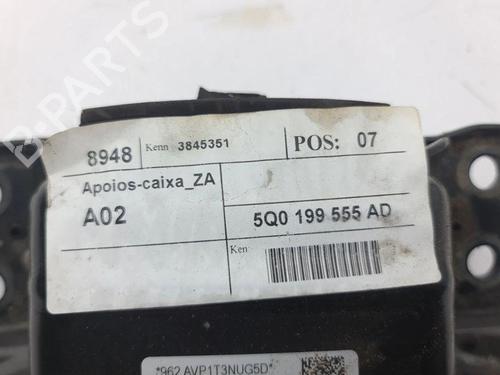 B-PARTS
8948 Kenn 3845351 POS: 07
Apoios-caixa_ZA
A02 5Q0 199 555 AD
Ken
*962 AVP1T3NUG5D*